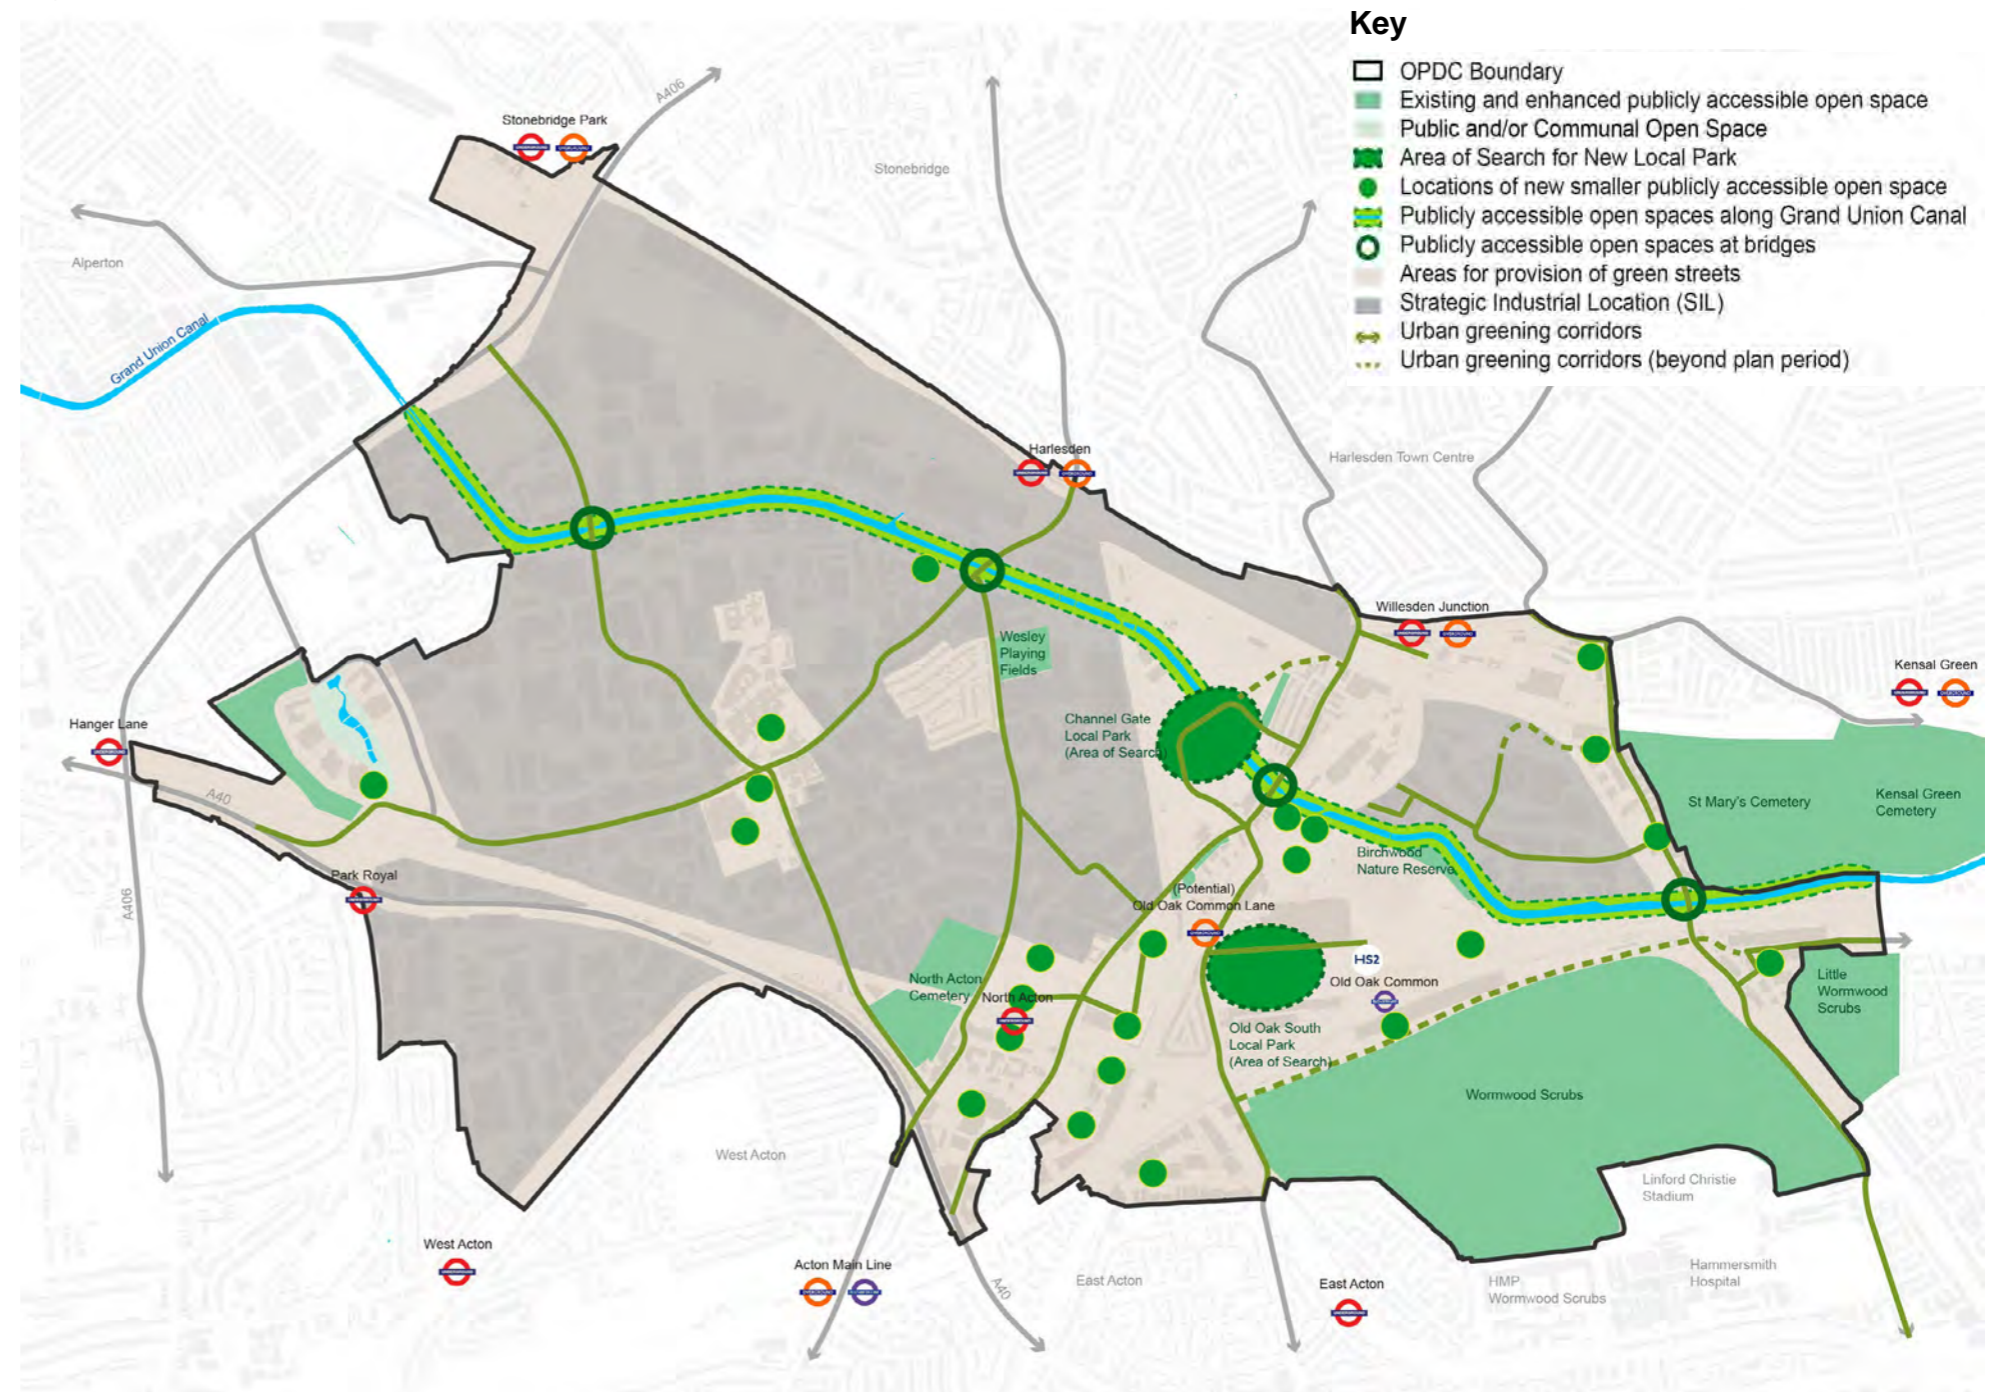 Key
OPDC Boundary
Existing and enhanced publicly accessible open space
Public and/or Communal Open Space
Area of Search for New Local Park
Locations of new smaller publicly accessible open space
Publicly accessible open spaces along Grand Union Canal
Publicly accessible open spaces at bridges
Areas for provision of green streets
Strategic Industrial Location (SIL)
Urban greening corridors
Urban greening corridors (beyond plan period)
A406
Stonebridge Park
Stonebridge
Alperton
Grand Union Canal
Harlesden
Harlesden Town Centre
Willesden Junction
Kensal Green
Wesley
Playing
Fields
Hanger Lane
Channel Gate
Local Park
(Area of Search)
A40
St Mary's Cemetery
Kensal Green
Cemetery
Birchwood
Nature Reserve
Park Royal
A406
(Potential)
Old Oak Common Lane
HS2
Old Oak Common
North Acton
Cemetery
North Acton
Little
Wormwood
Scrubs
Old Oak South
Local Park
(Area of Search)
Wormwood Scrubs
West Acton
Linford Christie
Stadium
West Acton
Acton Main Line
A40
East Acton
East Acton
HMP
Wormwood Scrubs
Hammersmith
Hospital